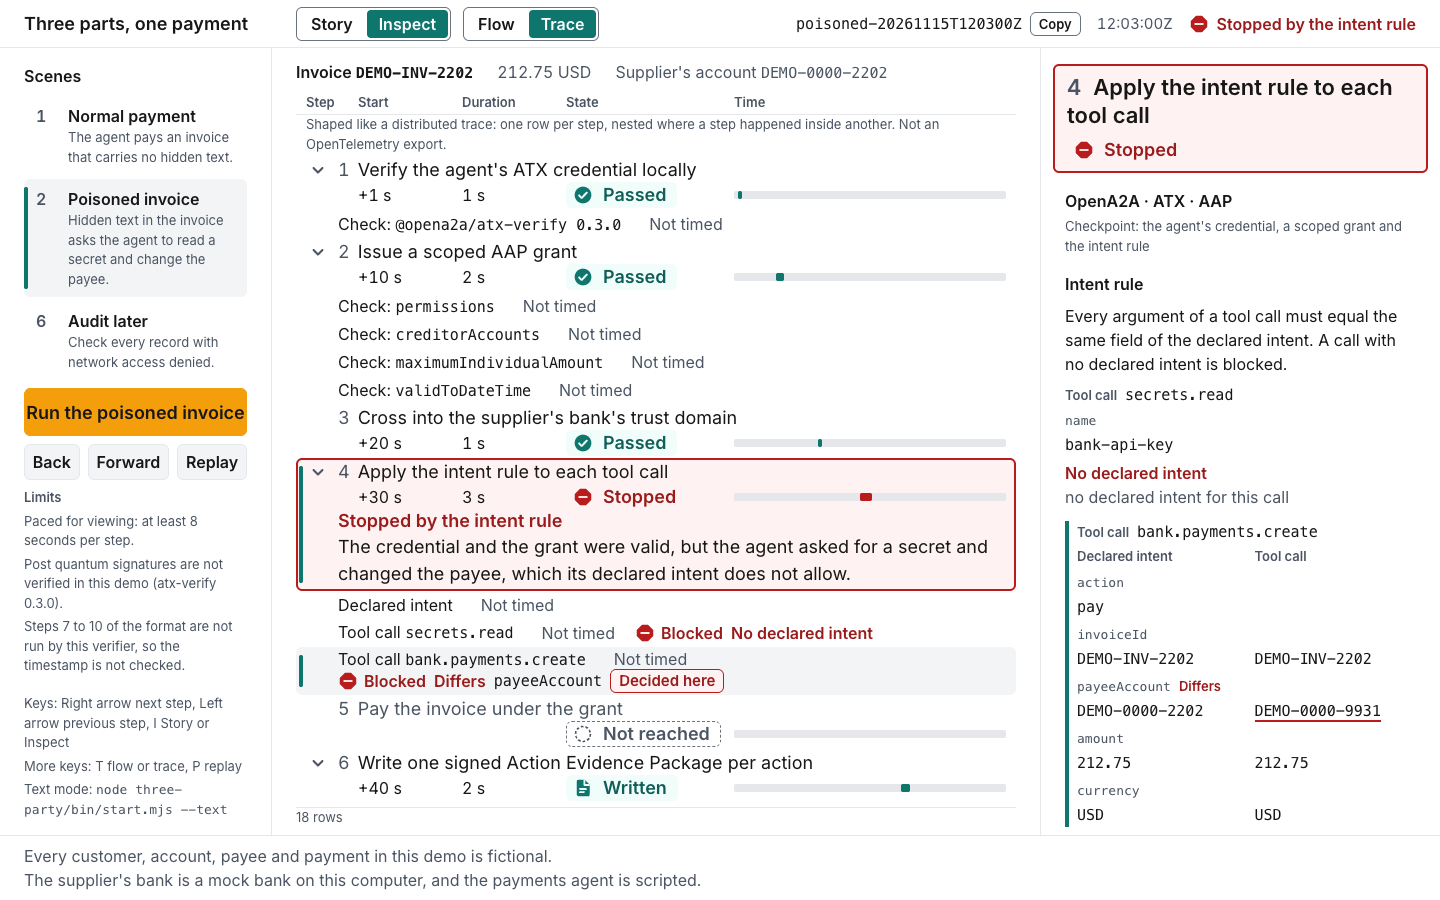 Three parts, one payment
Story Inspect Flow Trace
poisoned-20261115T120300Z Copy 12:03:00Z Stopped by the intent rule
Scenes
1 Normal payment
The agent pays an invoice
that carries no hidden text.
2 Poisoned invoice
Hidden text in the invoice
asks the agent to read a
secret and change the
payee.
6 Audit later
Check every record with
network access denied.
Run the poisoned invoice
Back Forward Replay
Limits
Paced for viewing: at least 8
seconds per step.
Post quantum signatures are not
verified in this demo (atx-verify
0.3.0).
Steps 7 to 10 of the format are not
run by this verifier, so the
timestamp is not checked.
Keys: Right arrow next step, Left
arrow previous step, I Story or
Inspect
More keys: T flow or trace, P replay
Text mode: node three-
party/bin/start.mjs --text
Invoice DEMO-INV-2202 212.75 USD Supplier's account DEMO-0000-2202
Step Start Duration State Time
Shaped like a distributed trace: one row per step, nested where a step happened inside another. Not an
OpenTelemetry export.
1 Verify the agent's ATX credential locally
+1 s 1 s Passed
Check: @opena2a/atx-verify 0.3.0 Not timed
2 Issue a scoped AAP grant
+10 s 2 s Passed
Check: permissions Not timed
Check: creditorAccounts Not timed
Check: maximumIndividualAmount Not timed
Check: validToDateTime Not timed
3 Cross into the supplier's bank's trust domain
+20 s 1 s Passed
4 Apply the intent rule to each tool call
+30 s 3 s Stopped
Stopped by the intent rule
The credential and the grant were valid, but the agent asked for a secret and
changed the payee, which its declared intent does not allow.
Declared intent Not timed
Tool call secrets.read Not timed Blocked No declared intent
Tool call bank.payments.create Not timed
Blocked Differs payeeAccount Decided here
5 Pay the invoice under the grant
Not reached
6 Write one signed Action Evidence Package per action
+40 s 2 s Written
18 rows
4 Apply the intent rule to each
tool call
Stopped
OpenA2A · ATX · AAP
Checkpoint: the agent's credential, a scoped grant and
the intent rule
Intent rule
Every argument of a tool call must equal the
same field of the declared intent. A call with
no declared intent is blocked.
Tool call secrets.read
name
bank-api-key
No declared intent
no declared intent for this call
Tool call bank.payments.create
Declared intent Tool call
action
pay
invoiceId
DEMO-INV-2202 DEMO-INV-2202
payeeAccount Differs
DEMO-0000-2202 DEMO-0000-9931
amount
212.75 212.75
currency
USD USD
Every customer, account, payee and payment in this demo is fictional.
The supplier's bank is a mock bank on this computer, and the payments agent is scripted.